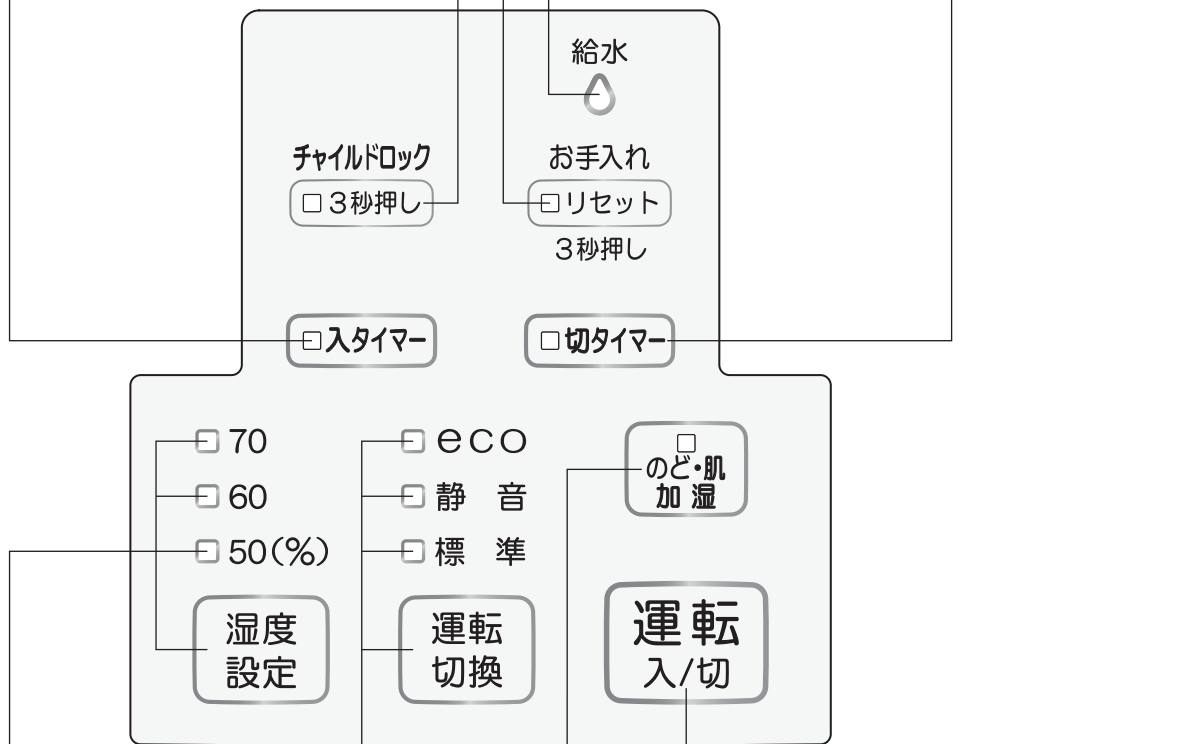 給水
チャイルドロック
3秒押し
お手入れ
リセット
3秒押し
入タイマー
切タイマー
70
60
50(%)
湿度
設定
eco
静 音
標 準
運転
切換
のど・肌
加 湿
運転
入/切